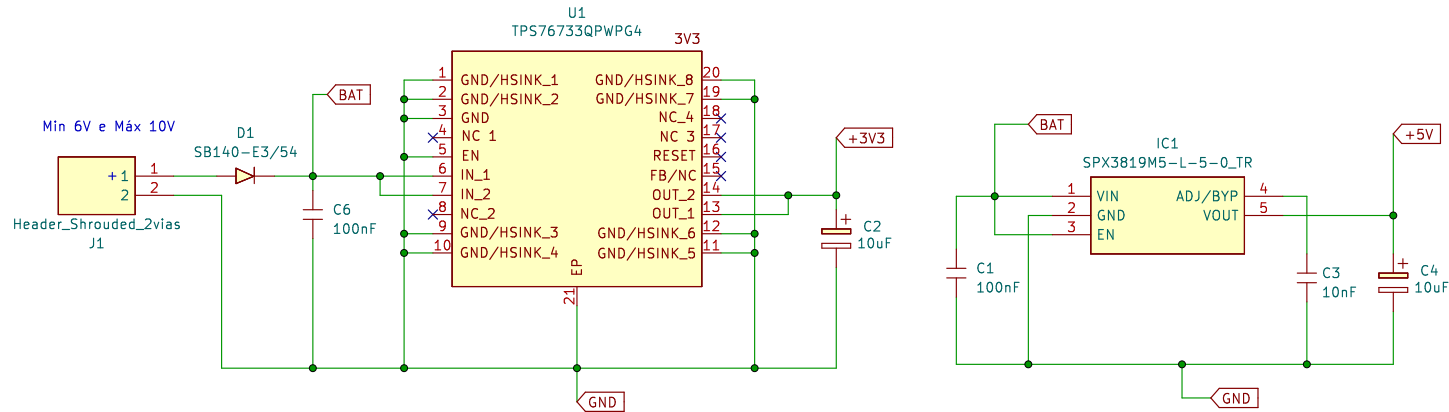 U1
TPS76733QPWPG4
3V3
1 GND/HSINK_1
2 GND/HSINK_2
3 GND
4 NC 1
5 EN
6 IN_1
7 IN_2
8 NC_2
9 GND/HSINK_3
10 GND/HSINK_4
GND/HSINK_8 20
GND/HSINK_7 19
NC_4 18
NC 3 17
RESET 16
FB/NC 15
OUT_2 14
OUT_1 13
GND/HSINK_6 12
GND/HSINK_5 11
EP
21
BAT
Min 6V e Máx 10V
D1
SB140-E3/54
+ 1 1
2 2
Header_Shrouded_2vias
J1
C6
100nF
+3V3
+
C2
10uF
GND
BAT
IC1
SPX3819M5-L-5-0_TR
1 VIN
2 GND
3 EN
ADJ/BYP 4
VOUT 5
+5V
C1
100nF
C3
10nF
+
C4
10uF
GND